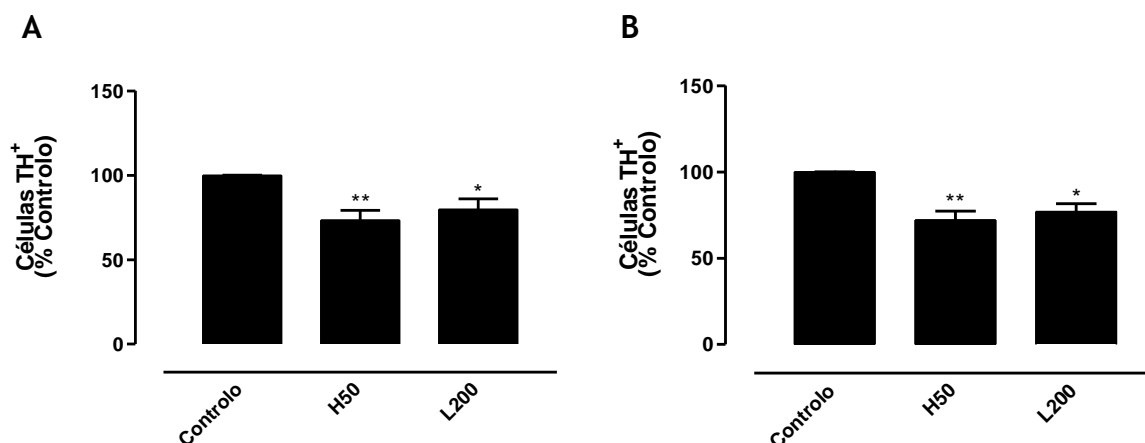 A
Células TH+
(% Controlo)
150
100
50
0
**
*
Controlo
H50
L200
B
Células TH+
(% Controlo)
150
100
50
0
**
*
Controlo
H50
L200